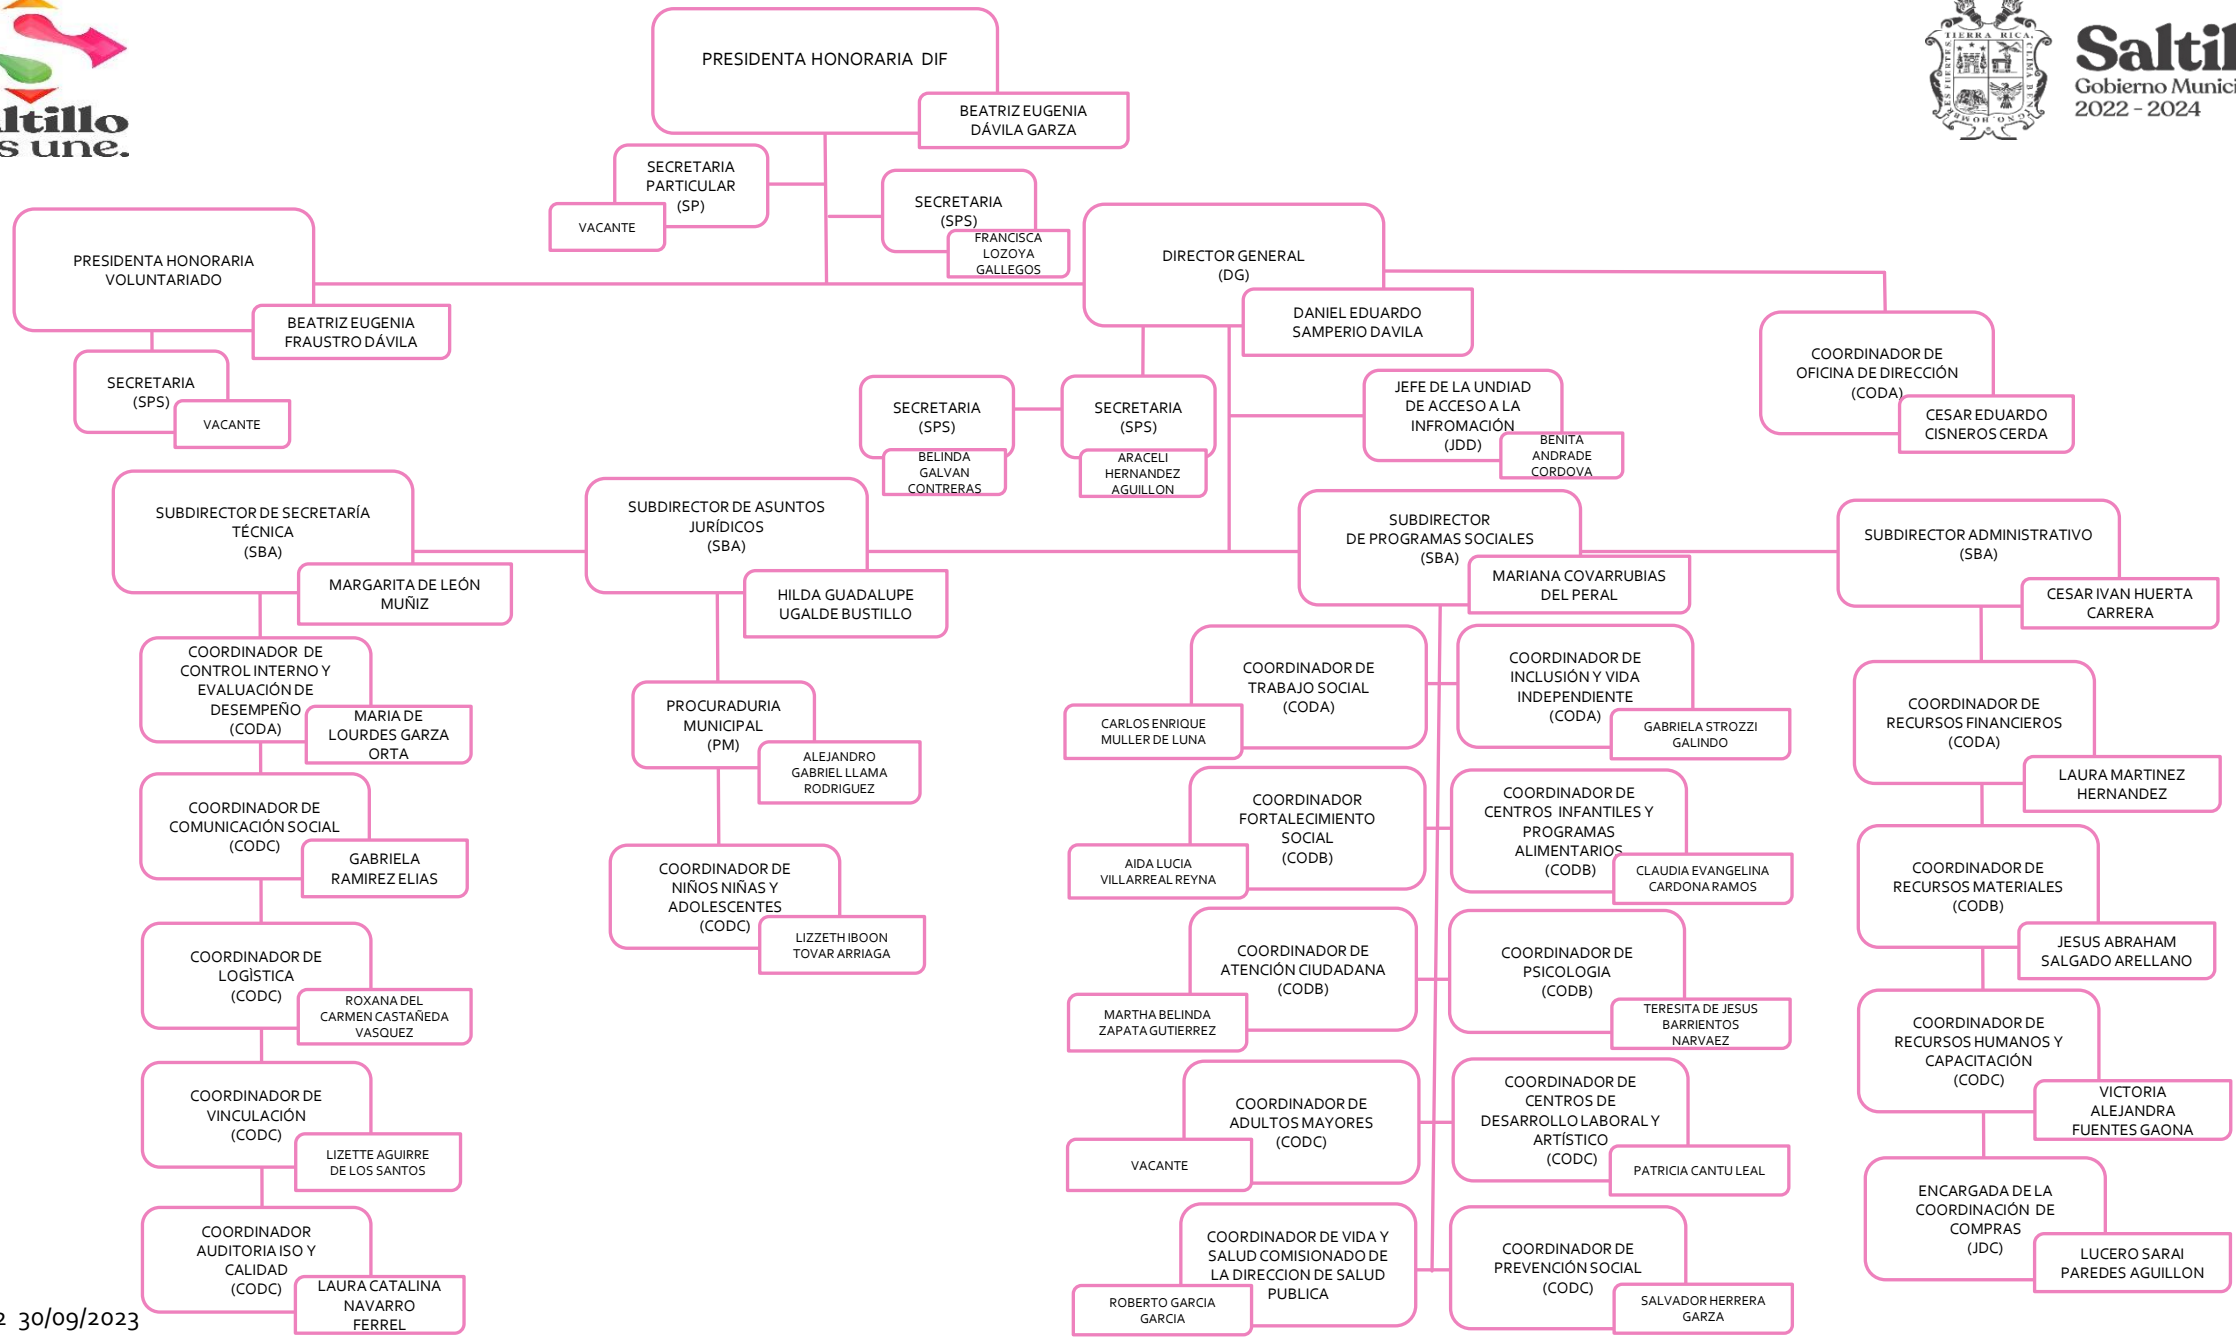 TIERRA RICA
PRESIDENTA HONORARIA DIF
BEATRIZ EUGENIA
DÁVILA GARZA
Gobierno
2022 - 2024
SECRETARIA
PARTICULAR
(SP)
VACANTE
SECRETARIA
(SPS)
FRANCISCA
LOZOYA
GALLEGOS
PRESIDENTA HONORARIA
VOLUNTARIADO
BEATRIZ EUGENIA
FRAUSTRO DÁVILA
SECRETARIA
(SPS)
VACANTE
DIRECTOR GENERAL
(DG)
DANIEL EDUARDO
SAMPERIO DAVILA
SECRETARIA
(SPS)
BELINDA
GALVAN
CONTRERAS
SECRETARIA
(SPS)
ARACELI
HERNANDEZ
AGUILLON
JEFE DE LA UNDIAD
DE ACCESO A LA
INFROMACIÓN
(JDD)
BENITA
ANDRADE
CORDOVA
COORDINADOR DE
OFICINA DE DIRECCIÓN
(CODA)
CESAR EDUARDO
CISNEROS CERDA
SUBDIRECTOR DE SECRETARÍA
TÉCNICA
(SBA)
MARGARITA DE LEÓN
MUÑIZ
SUBDIRECTOR DE ASUNTOS
JURÍDICOS
(SBA)
HILDA GUADALUPE
UGALDE BUSTILLO
SUBDIRECTOR
DE PROGRAMAS SOCIALES
(SBA)
MARIANA COVARRUBIAS
DEL PERAL
SUBDIRECTOR ADMINISTRATIVO
(SBA)
CESAR IVAN HUERTA
CARRERA
COORDINADOR DE
CONTROL INTERNO Y
EVALUACIÓN DE
DESEMPEÑO
(CODA)
MARIA DE
LOURDES GARZA
ORTA
COORDINADOR DE
COMUNICACIÓN SOCIAL
(CODC)
GABRIELA
RAMIREZ ELIAS
COORDINADOR DE
LOGÌSTICA
(CODC)
ROXANA DEL
CARMEN CASTAÑEDA
VASQUEZ
COORDINADOR DE
VINCULACIÓN
(CODC)
LIZETTE AGUIRRE
DE LOS SANTOS
COORDINADOR
AUDITORIA ISO Y
CALIDAD
(CODC)
LAURA CATALINA
NAVARRO
FERREL
PROCURADURIA
MUNICIPAL
(PM)
ALEJANDRO
GABRIEL LLAMA
RODRIGUEZ
COORDINADOR DE
NIÑOS NIÑAS Y
ADOLESCENTES
(CODC)
LIZZETH IBOON
TOVAR ARRIAGA
COORDINADOR DE
TRABAJO SOCIAL
(CODA)
CARLOS ENRIQUE
MULLER DE LUNA
COORDINADOR DE
INCLUSIÓN Y VIDA
INDEPENDIENTE
(CODA)
GABRIELA STROZZI
GALINDO
COORDINADOR
FORTALECIMIENTO
SOCIAL
(CODB)
AIDA LUCIA
VILLARREAL REYNA
COORDINADOR DE
CENTROS INFANTILES Y
PROGRAMAS
ALIMENTARIOS
(CODB)
CLAUDIA EVANGELINA
CARDONA RAMOS
COORDINADOR DE
ATENCIÓN CIUDADANA
(CODB)
MARTHA BELINDA
ZAPATA GUTIERREZ
COORDINADOR DE
PSICOLOGIA
(CODB)
TERESITA DE JESUS
BARRIENTOS
NARVAEZ
COORDINADOR DE
ADULTOS MAYORES
(CODC)
VACANTE
COORDINADOR DE
CENTROS DE
DESARROLLO LABORAL Y
ARTÍSTICO
(CODC)
PATRICIA CANTU LEAL
COORDINADOR DE VIDA Y
SALUD COMISIONADO DE
LA DIRECCION DE SALUD
PUBLICA
ROBERTO GARCIA
GARCIA
COORDINADOR DE
PREVENCIÓN SOCIAL
(CODC)
SALVADOR HERRERA
GARZA
COORDINADOR DE
RECURSOS FINANCIEROS
(CODA)
LAURA MARTINEZ
HERNANDEZ
COORDINADOR DE
RECURSOS MATERIALES
(CODB)
JESUS ABRAHAM
SALGADO ARELLANO
COORDINADOR DE
RECURSOS HUMANOS Y
CAPACITACIÓN
(CODC)
VICTORIA
ALEJANDRA
FUENTES GAONA
ENCARGADA DE LA
COORDINACIÓN DE
COMPRAS
(JDC)
LUCERO SARAI
PAREDES AGUILLON
30/09/2023
une.